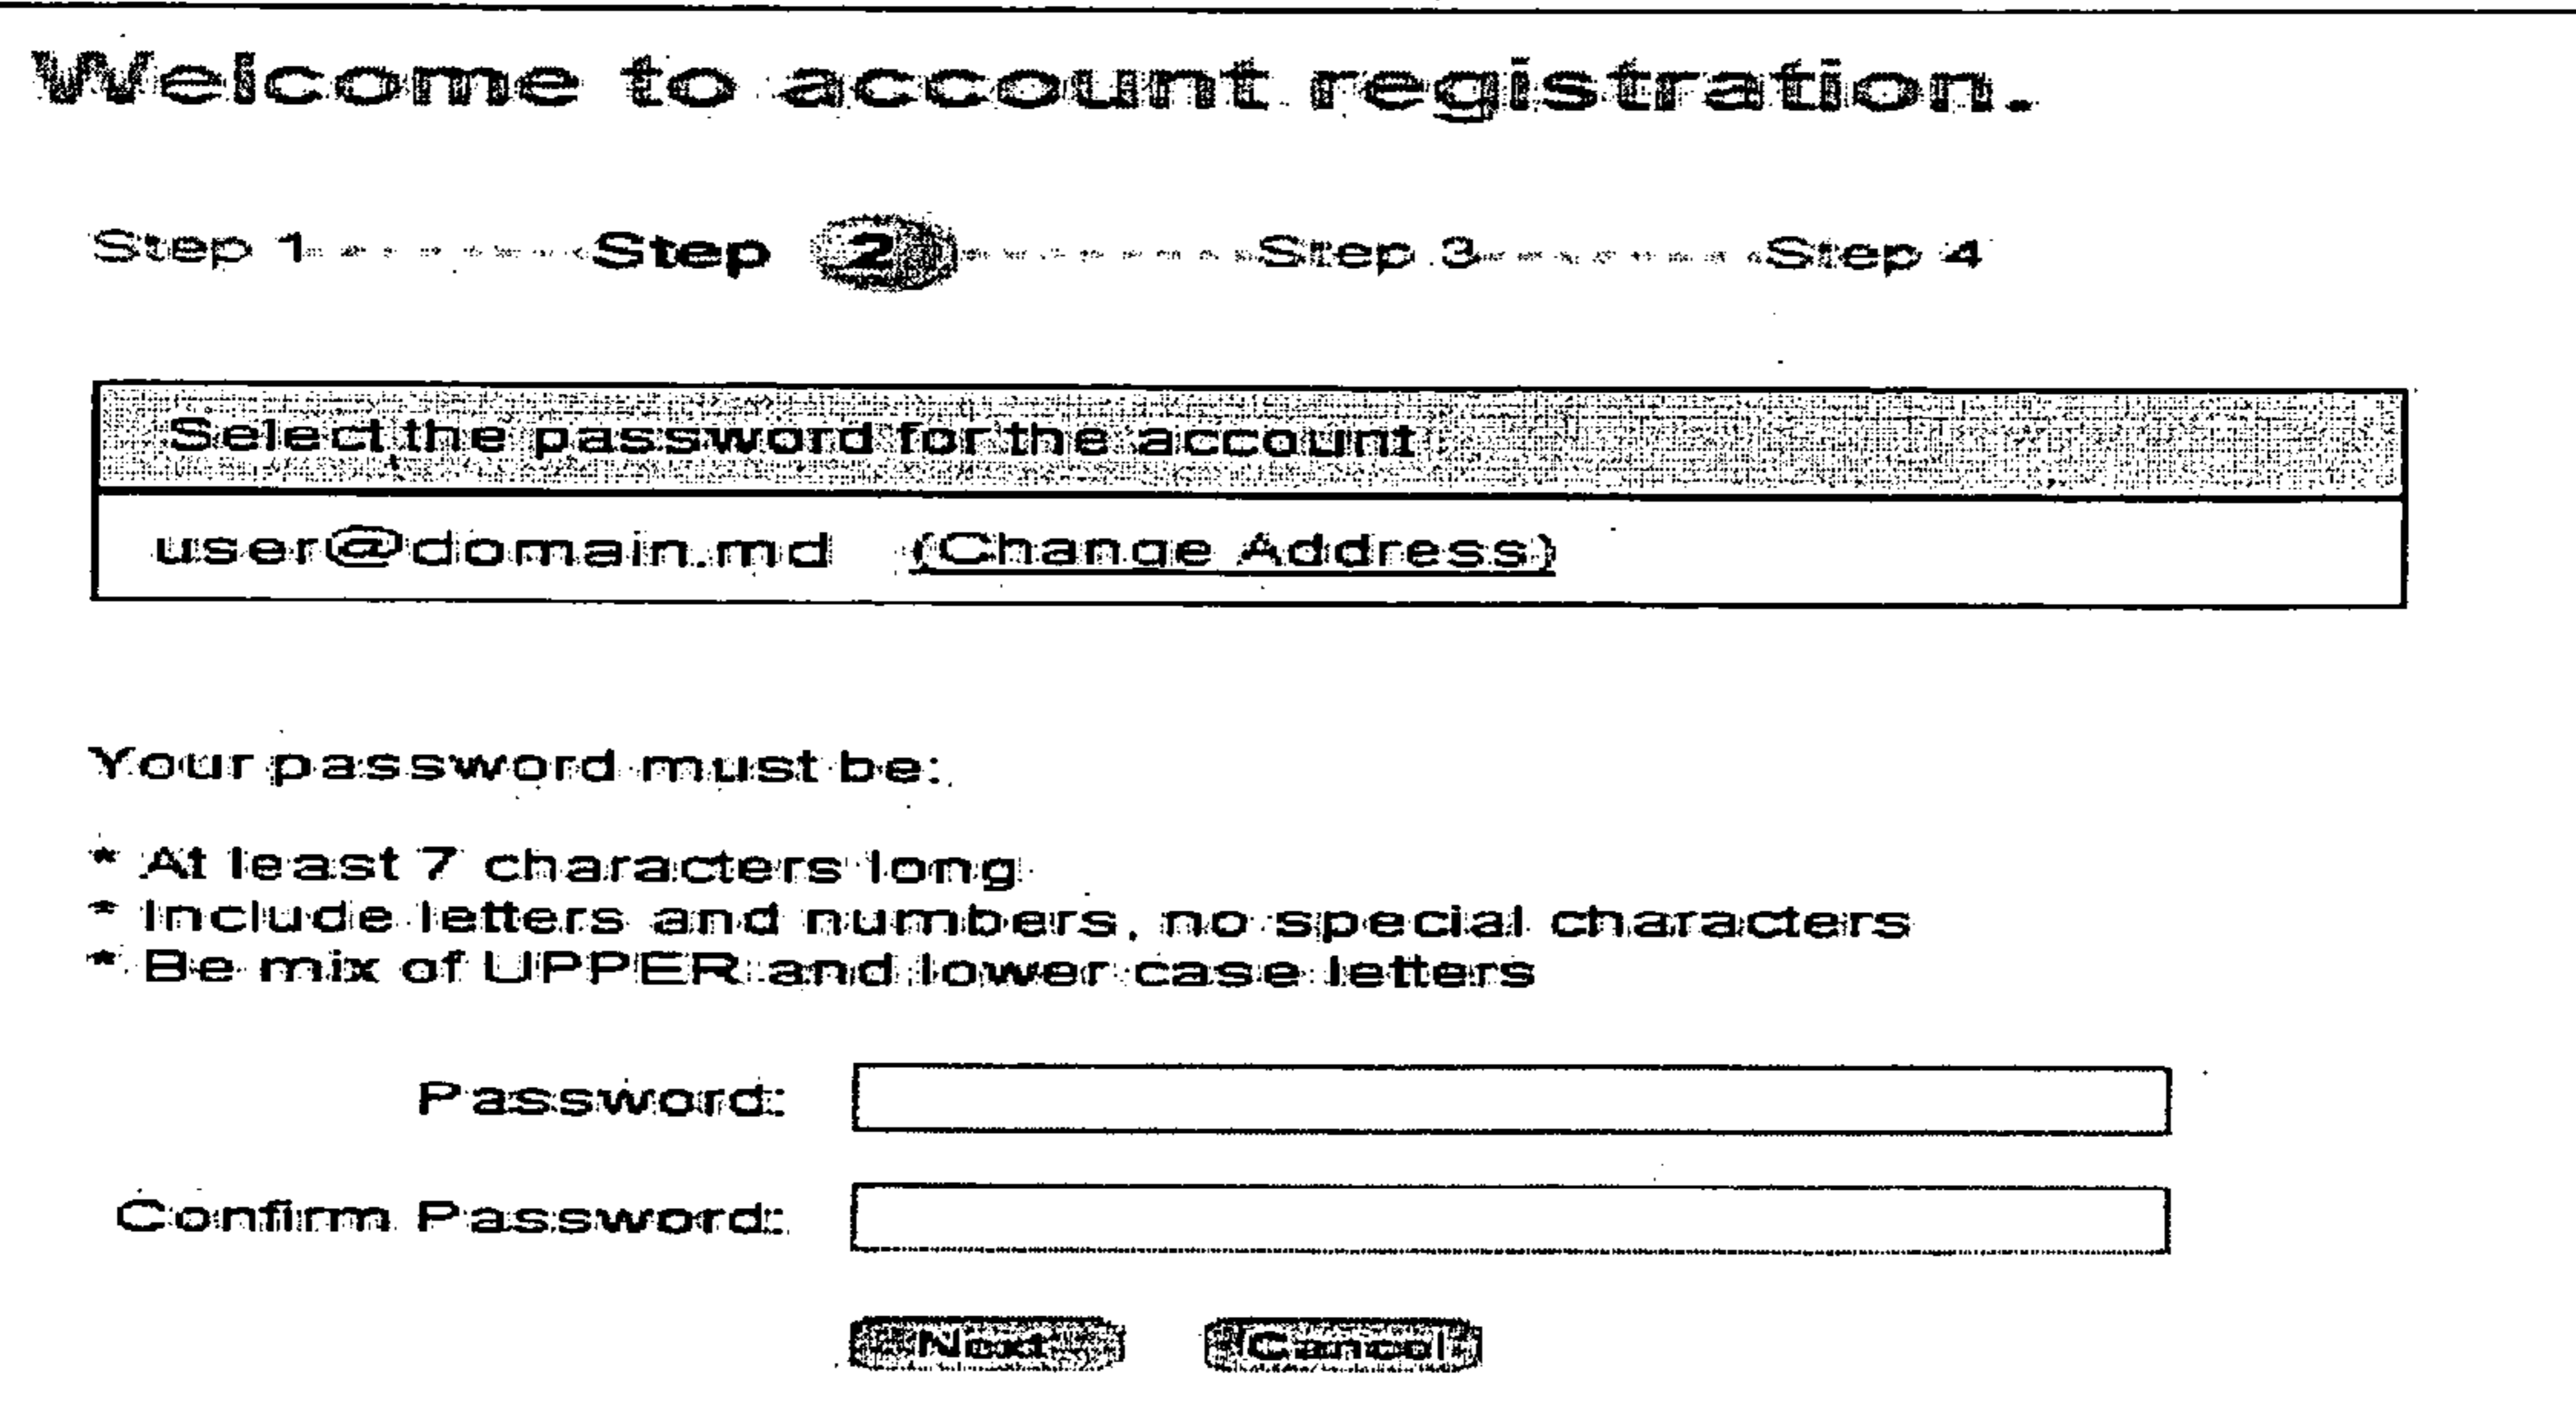 Welcome to account registration.
Step 1 Step 2 Step 3 Step 4
Select the password for the account
user@domain.md (Change Address)
Your password must be:
* At least 7 characters long
* Include letters and numbers, no special characters
* Be mix of UPPER and lower case letters
Password:
Confirm Password:
Next Cancel